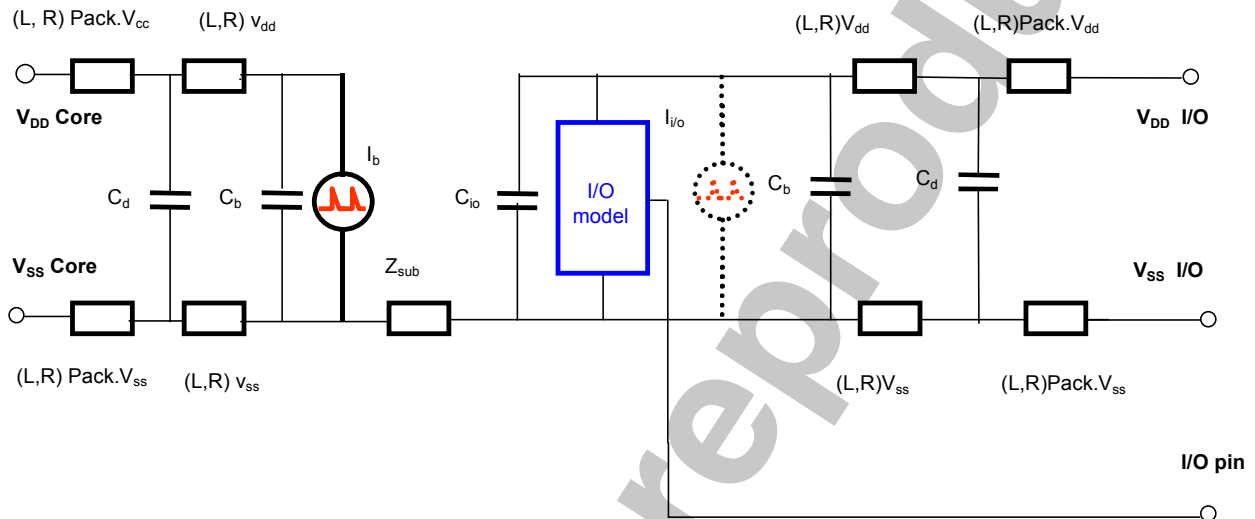 (L, R) Pack.Vcc
(L,R) vdd
(L,R)Vdd
(L,R)Pack.Vdd
VDD Core
Ib
Ii/o
VDD I/O
Cd
Cb
Cio
I/O
model
Cb
Cd
VSS Core
Zsub
VSS I/O
(L,R) Pack.Vss
(L,R) vss
(L,R)Vss
(L,R)Pack.Vss
I/O pin
reprodu